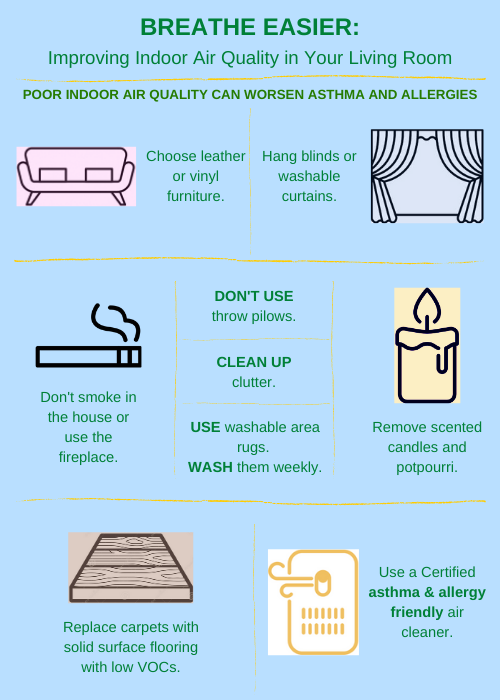 BREATHE EASIER:
Improving Indoor Air Quality in Your Living Room
POOR INDOOR AIR QUALITY CAN WORSEN ASTHMA AND ALLERGIES
Choose leather
or vinyl
furniture.
Hang blinds or
washable
curtains.
Don't smoke in
the house or
use the
fireplace.
DON'T USE
throw pilows.
CLEAN UP
clutter.
USE washable area
rugs.
WASH them weekly.
Remove scented
candles and
potpourri.
Replace carpets with
solid surface flooring
with low VOCs.
Use a Certified
asthma & allergy
friendly air
cleaner.